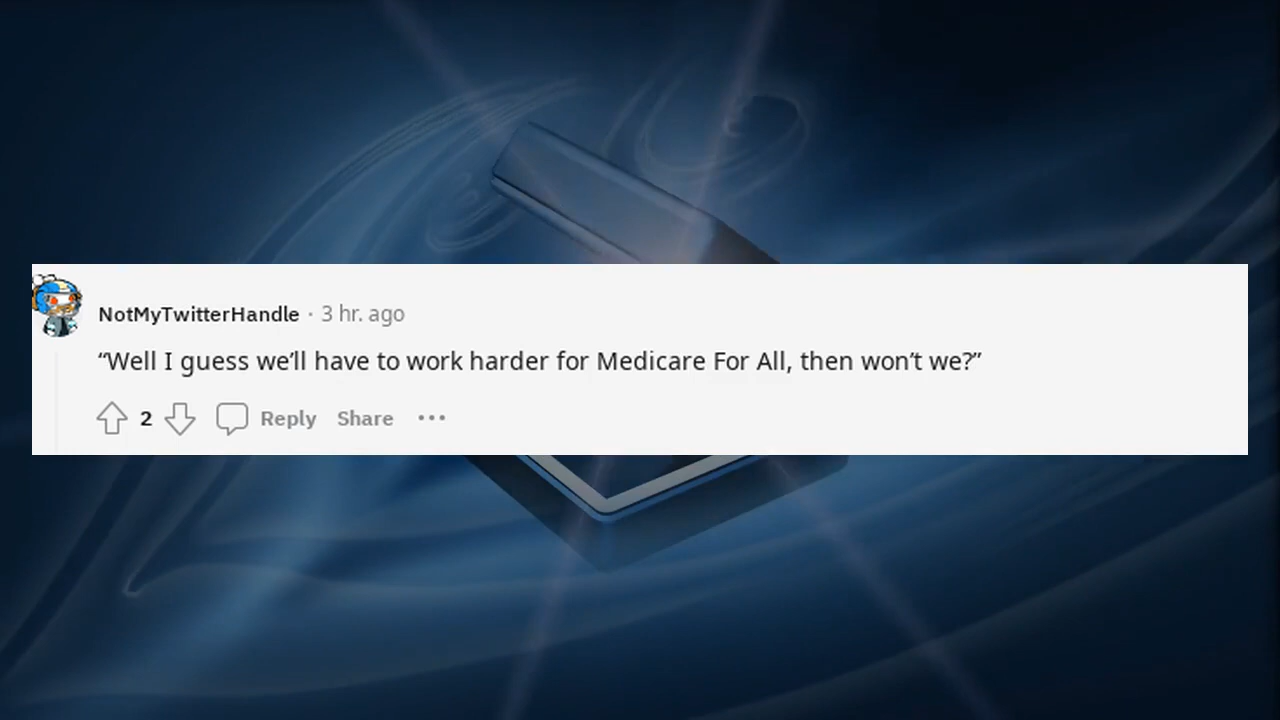 NotMyTwitterHandle · 3 hr. ago
“Well I guess we’ll have to work harder for Medicare For All, then won’t we?”
2 Reply Share ···